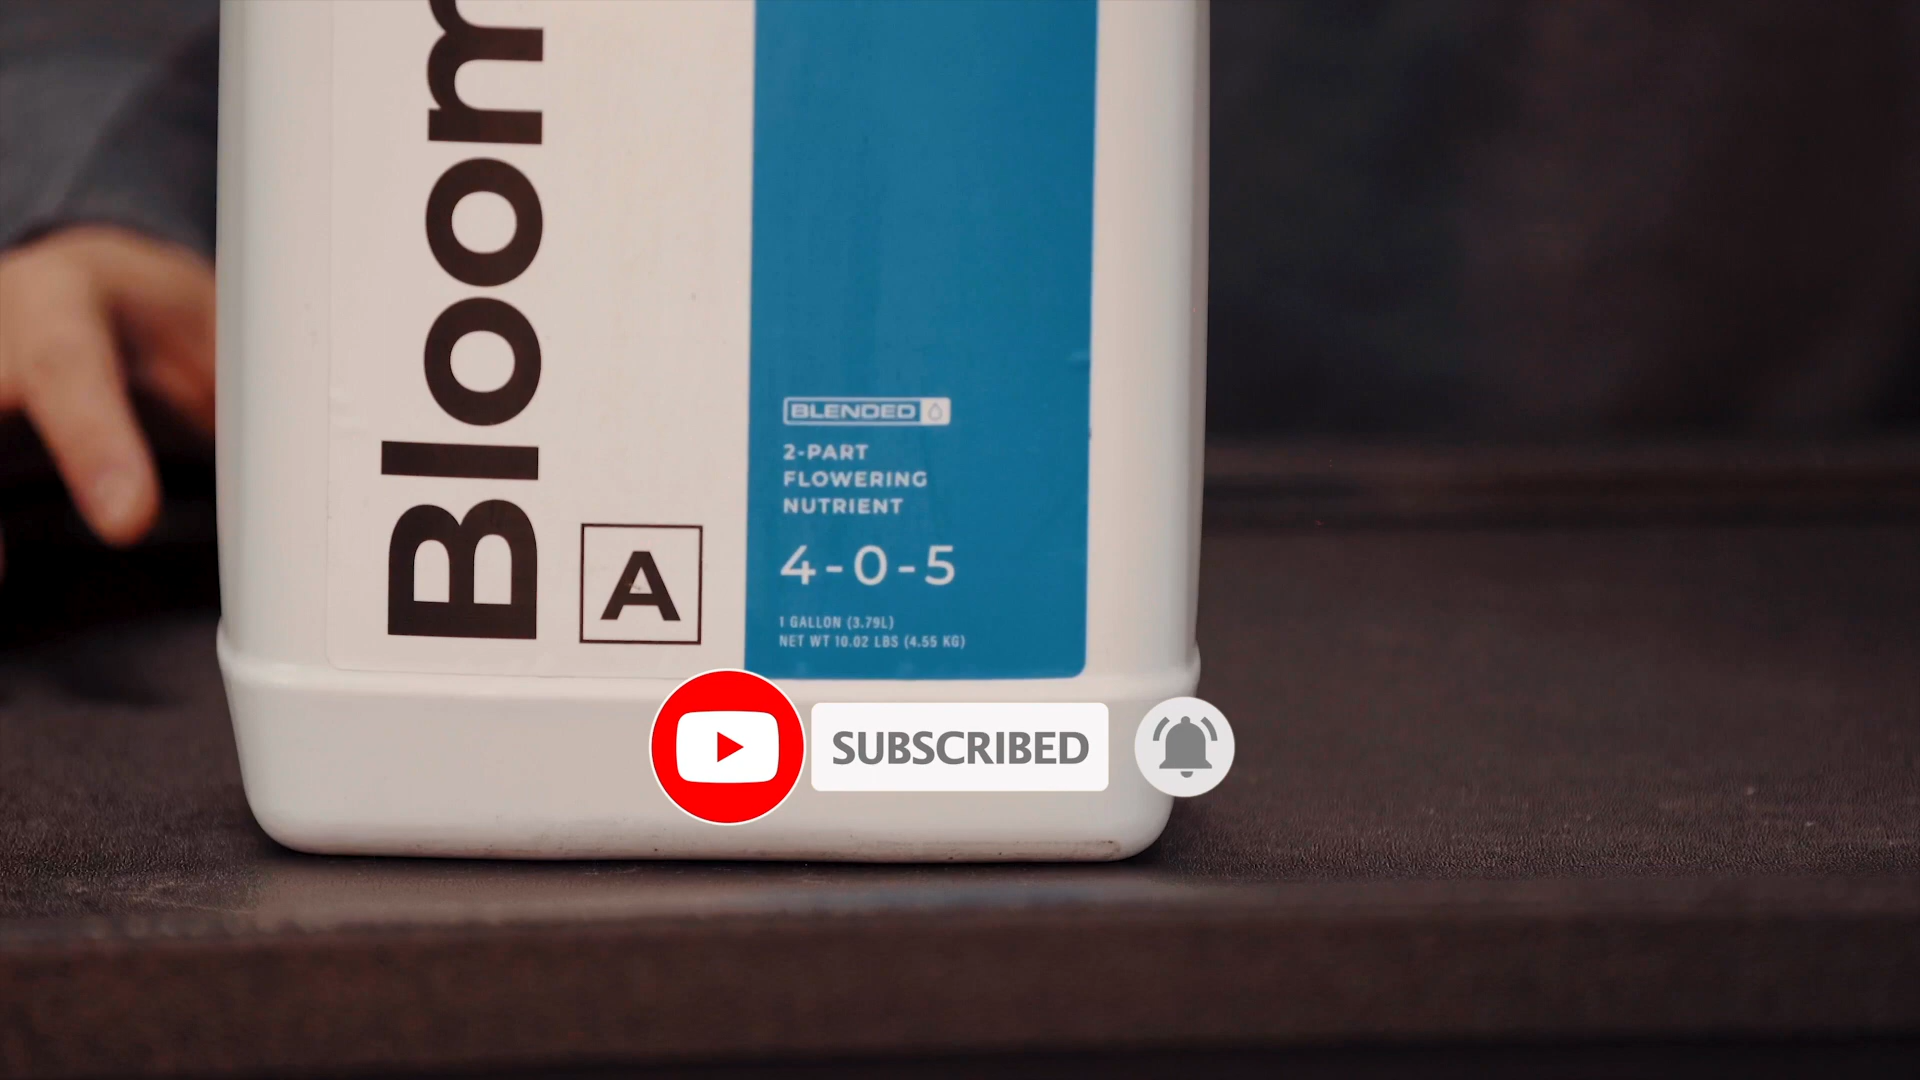 Bloom
A
BLENDED
2-PART
FLOWERING
NUTRIENT
4-0-5
1 GALLON (3.79L)
NET WT 10.02 LBS (4.55 KG)
SUBSCRIBED